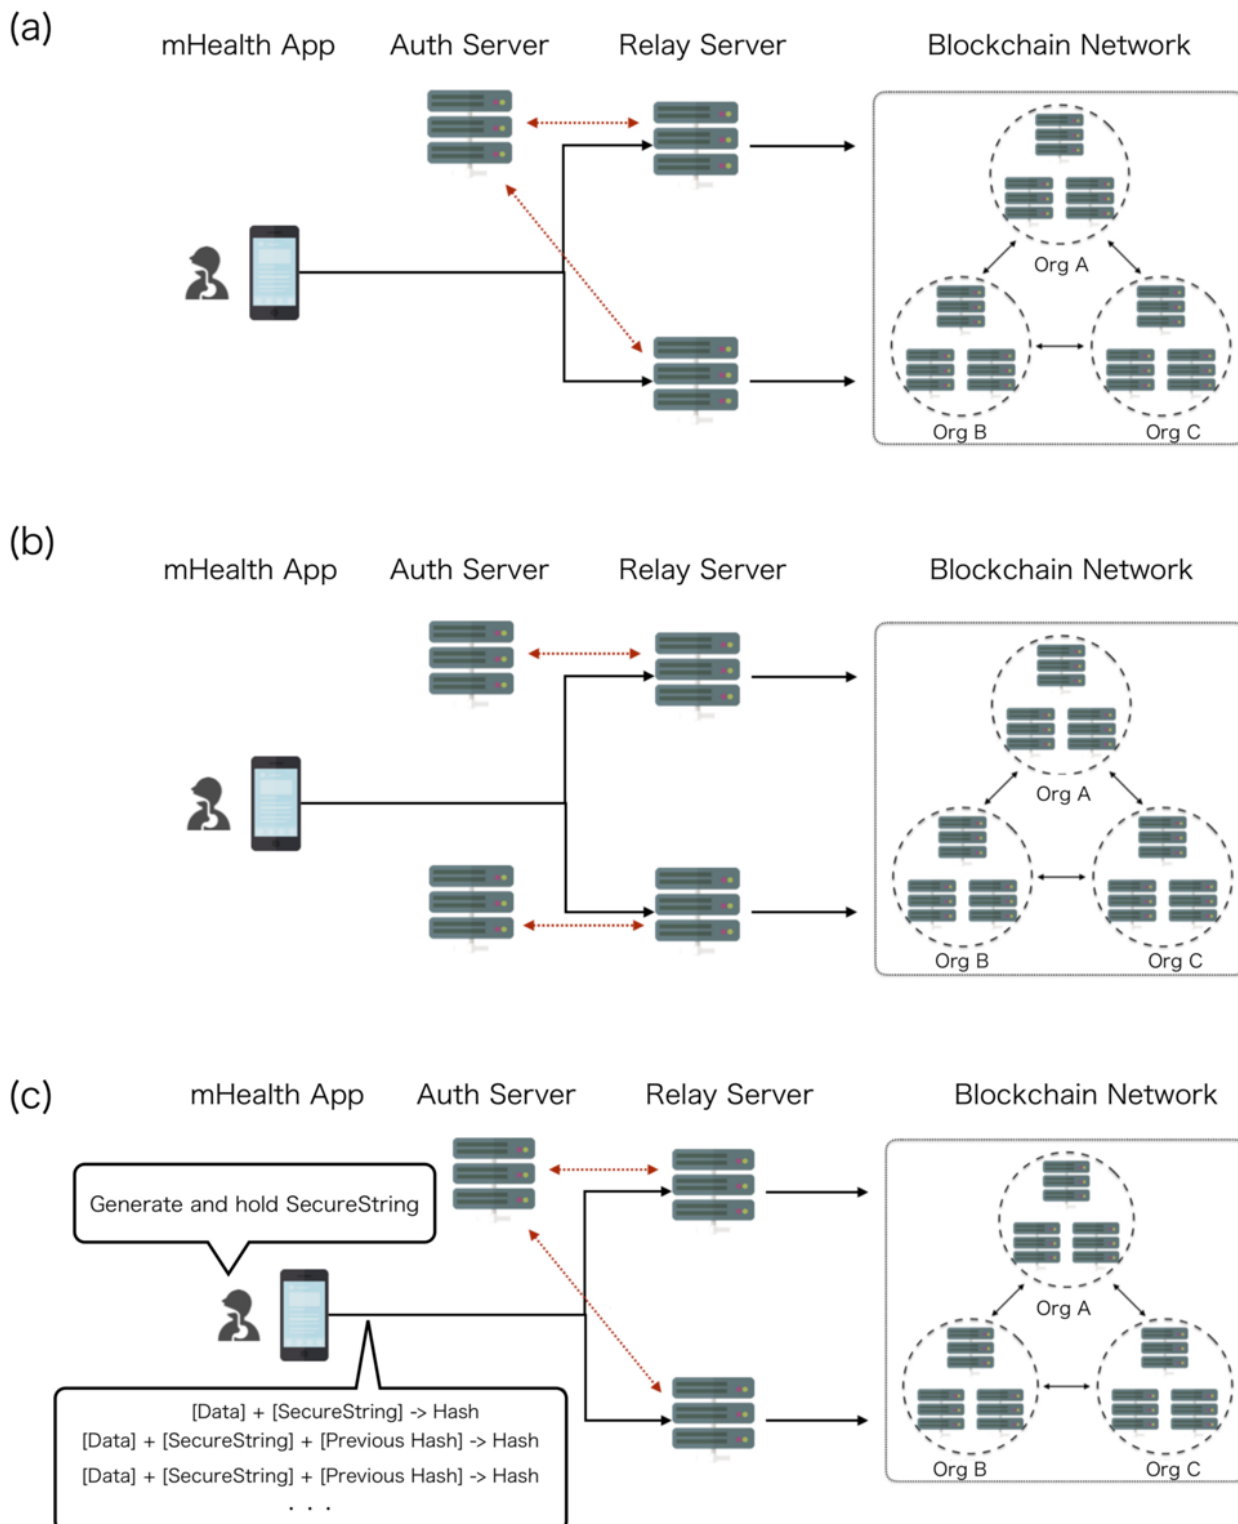 (a)
mHealth App Auth Server Relay Server Blockchain Network
Org A
Org B Org C
(b)
mHealth App Auth Server Relay Server Blockchain Network
Org A
Org B Org C
(c)
mHealth App Auth Server Relay Server Blockchain Network
Generate and hold SecureString
Org A
[Data] + [SecureString] -> Hash
[Data] + [SecureString] + [Previous Hash] -> Hash
[Data] + [SecureString] + [Previous Hash] -> Hash
. . .
Org B Org C